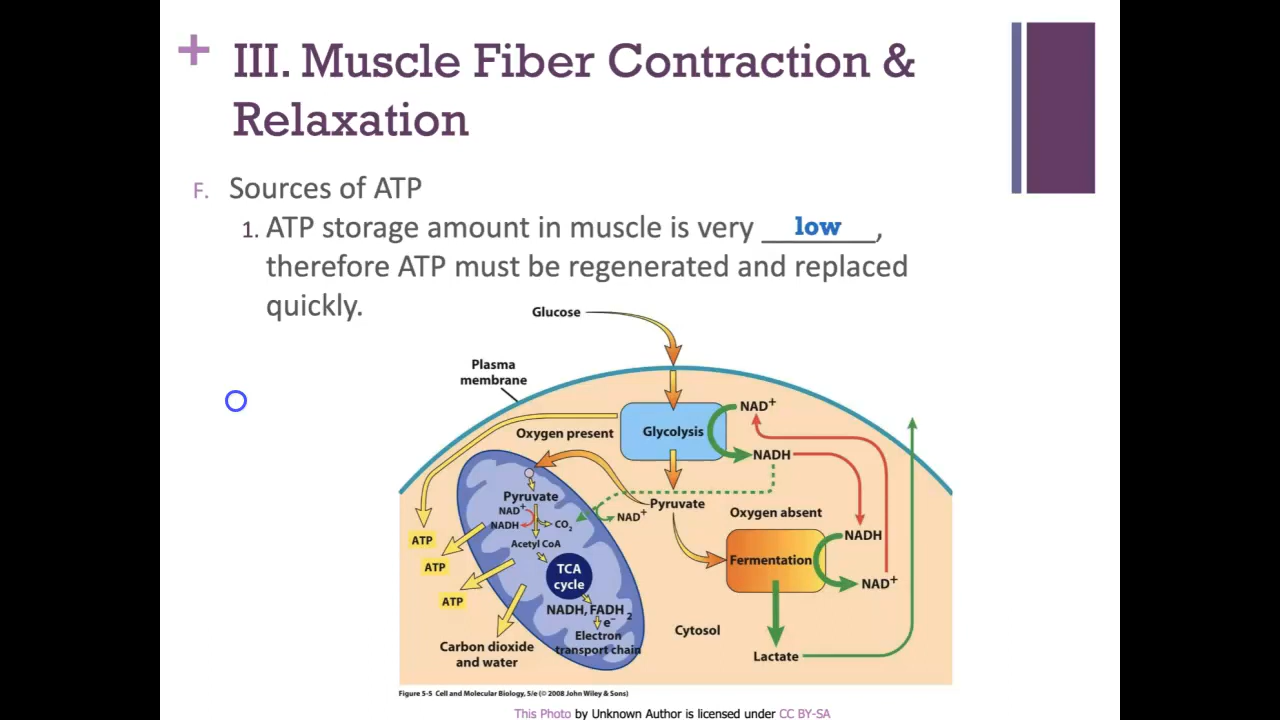 + III. Muscle Fiber Contraction &
Relaxation
F. Sources of ATP
1. ATP storage amount in muscle is very _______low_______,
therefore ATP must be regenerated and replaced
quickly.
Glucose
Plasma
membrane
Glycolysis
NAD+
NADH
Oxygen present
Pyruvate
NAD+
NADH
CO2
Acetyl CoA
TCA
cycle
NADH, FADH2
e−
Electron
transport chain
NAD+
Pyruvate
Oxygen absent
NADH
Fermentation
NAD+
ATP
ATP
ATP
Carbon dioxide
and water
Cytosol
Lactate
Figure 5-5 Cell and Molecular Biology, 5/e (© 2008 John Wiley & Sons)
This Photo by Unknown Author is licensed under CC BY-SA